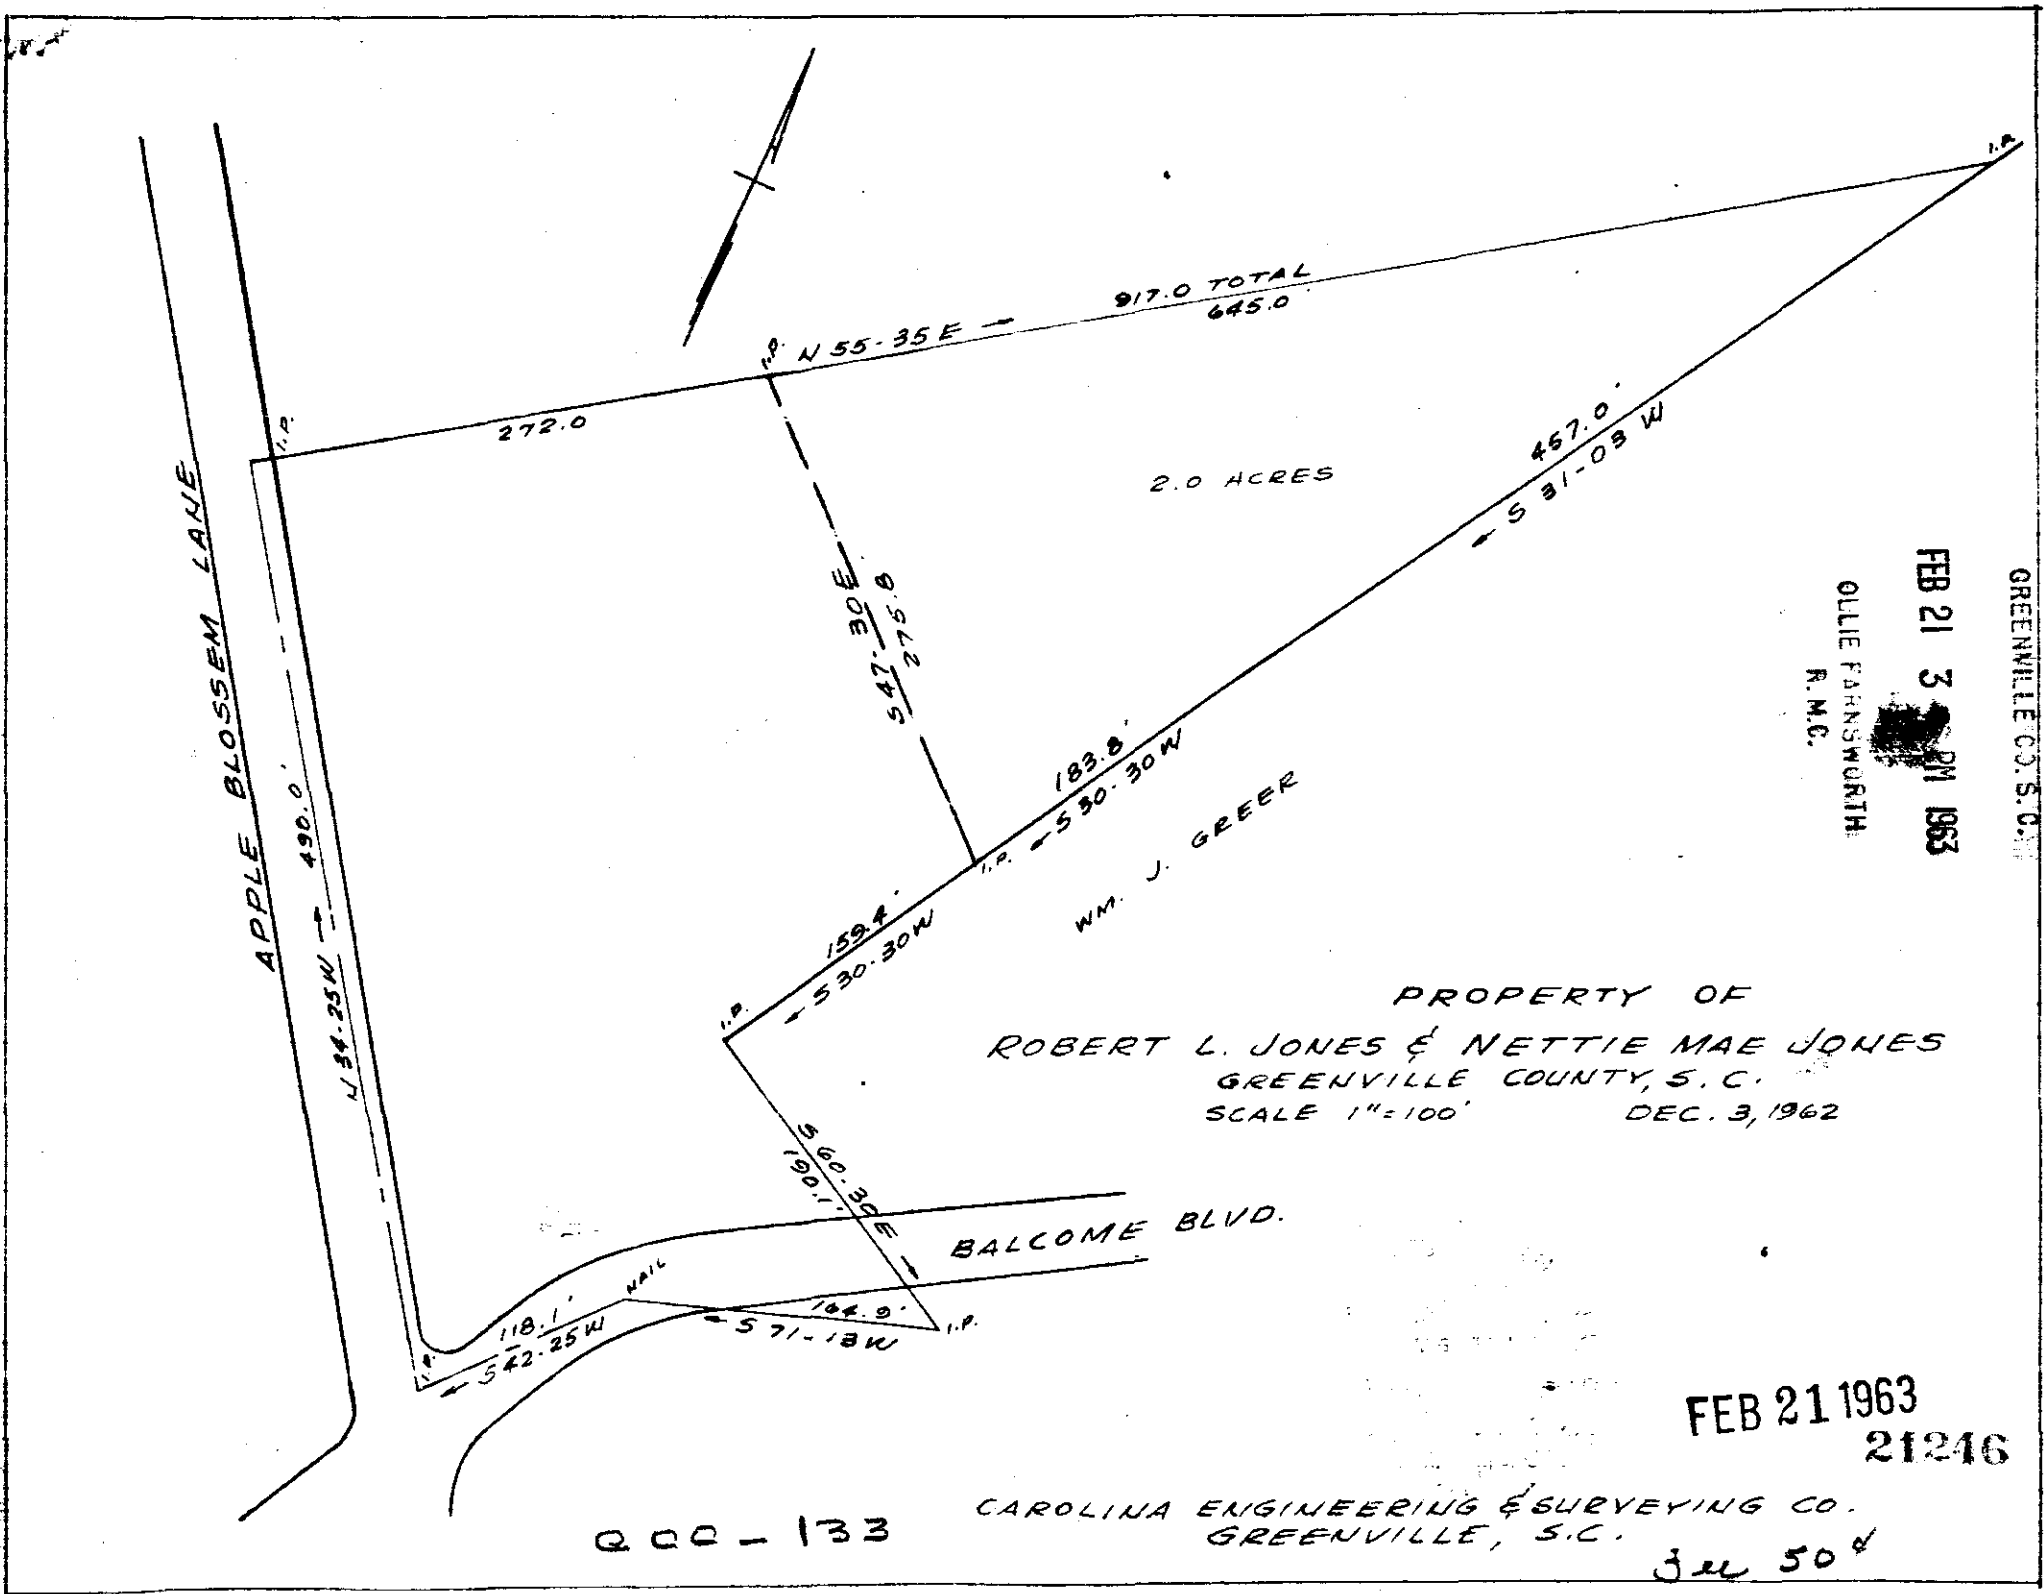 I.P.
917.0 TOTAL
645.0'
N 55-35 E
I.P.
272.0
I.P.
457.0'
S 31-03 W
2.0 ACRES
APPLE BLOSSEM LANE
N 34-25 W
490.0'
S 47-30 E
275.8
183.8'
S 30-30 W
I.P.
WM. J. GREER
159.4'
S 30-30 W
I.P.
GREENVILLE CO. S.C.
FEB 21 3 PM 1963
OLLIE FARNSWORTH
R.M.C.
PROPERTY OF
ROBERT L. JONES & NETTIE MAE JONES
GREENVILLE COUNTY, S.C.
SCALE 1"=100'
DEC. 3, 1962
S 60-30 E
190.1'
BALCOME BLVD.
NAIL
164.9'
S 71-13 W
I.P.
118.1'
S 42-25 W
I.P.
FEB 21 1963
21246
CAROLINA ENGINEERING & SURVEYING CO.
GREENVILLE, S.C.
QCC - 133
50¢